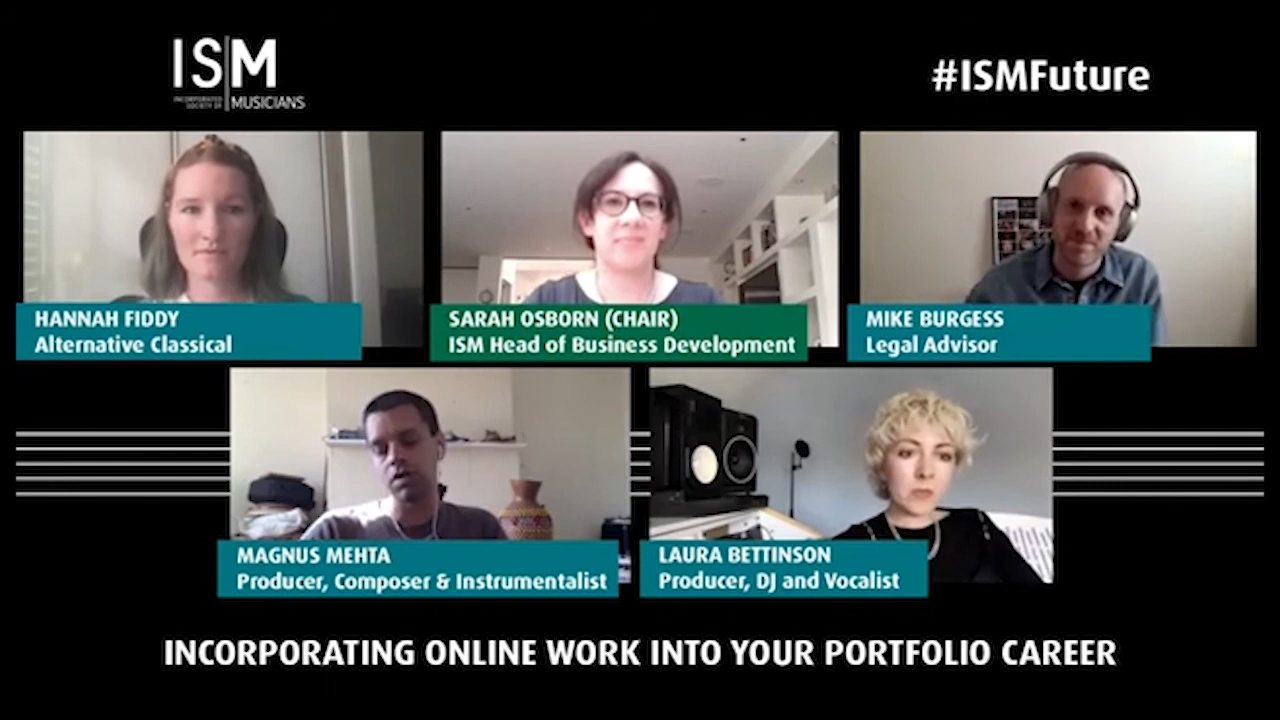 ISM
INCORPORATED
SOCIETY OF
MUSICIANS
#ISMFuture
HANNAH FIDDY
Alternative Classical
SARAH OSBORN (CHAIR)
ISM Head of Business Development
MIKE BURGESS
Legal Advisor
MAGNUS MEHTA
Producer, Composer & Instrumentalist
LAURA BETTINSON
Producer, DJ and Vocalist
INCORPORATING ONLINE WORK INTO YOUR PORTFOLIO CAREER